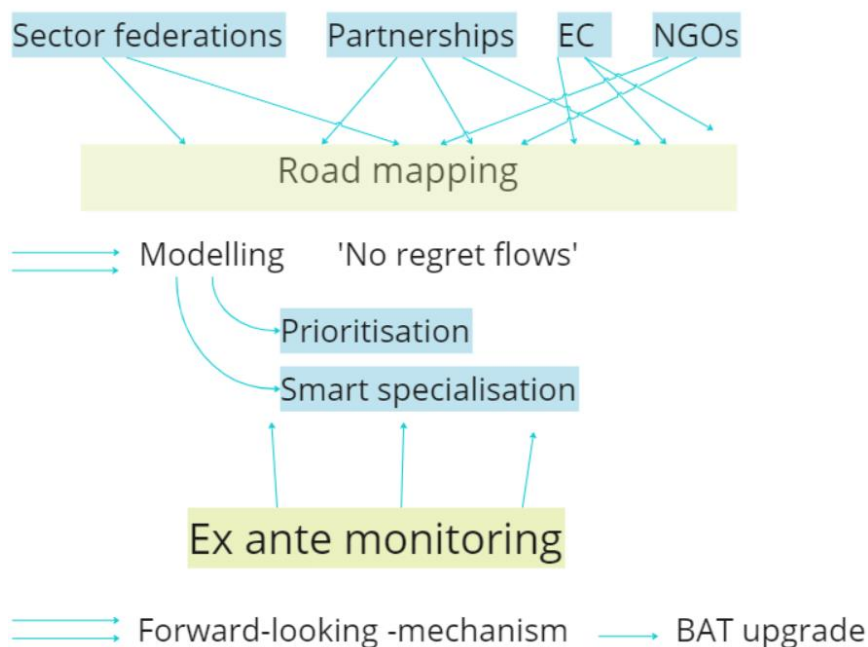 Sector federations Partnerships EC NGOs
Road mapping
Modelling 'No regret flows'
Prioritisation
Smart specialisation
Ex ante monitoring
Forward-looking -mechanism BAT upgrade